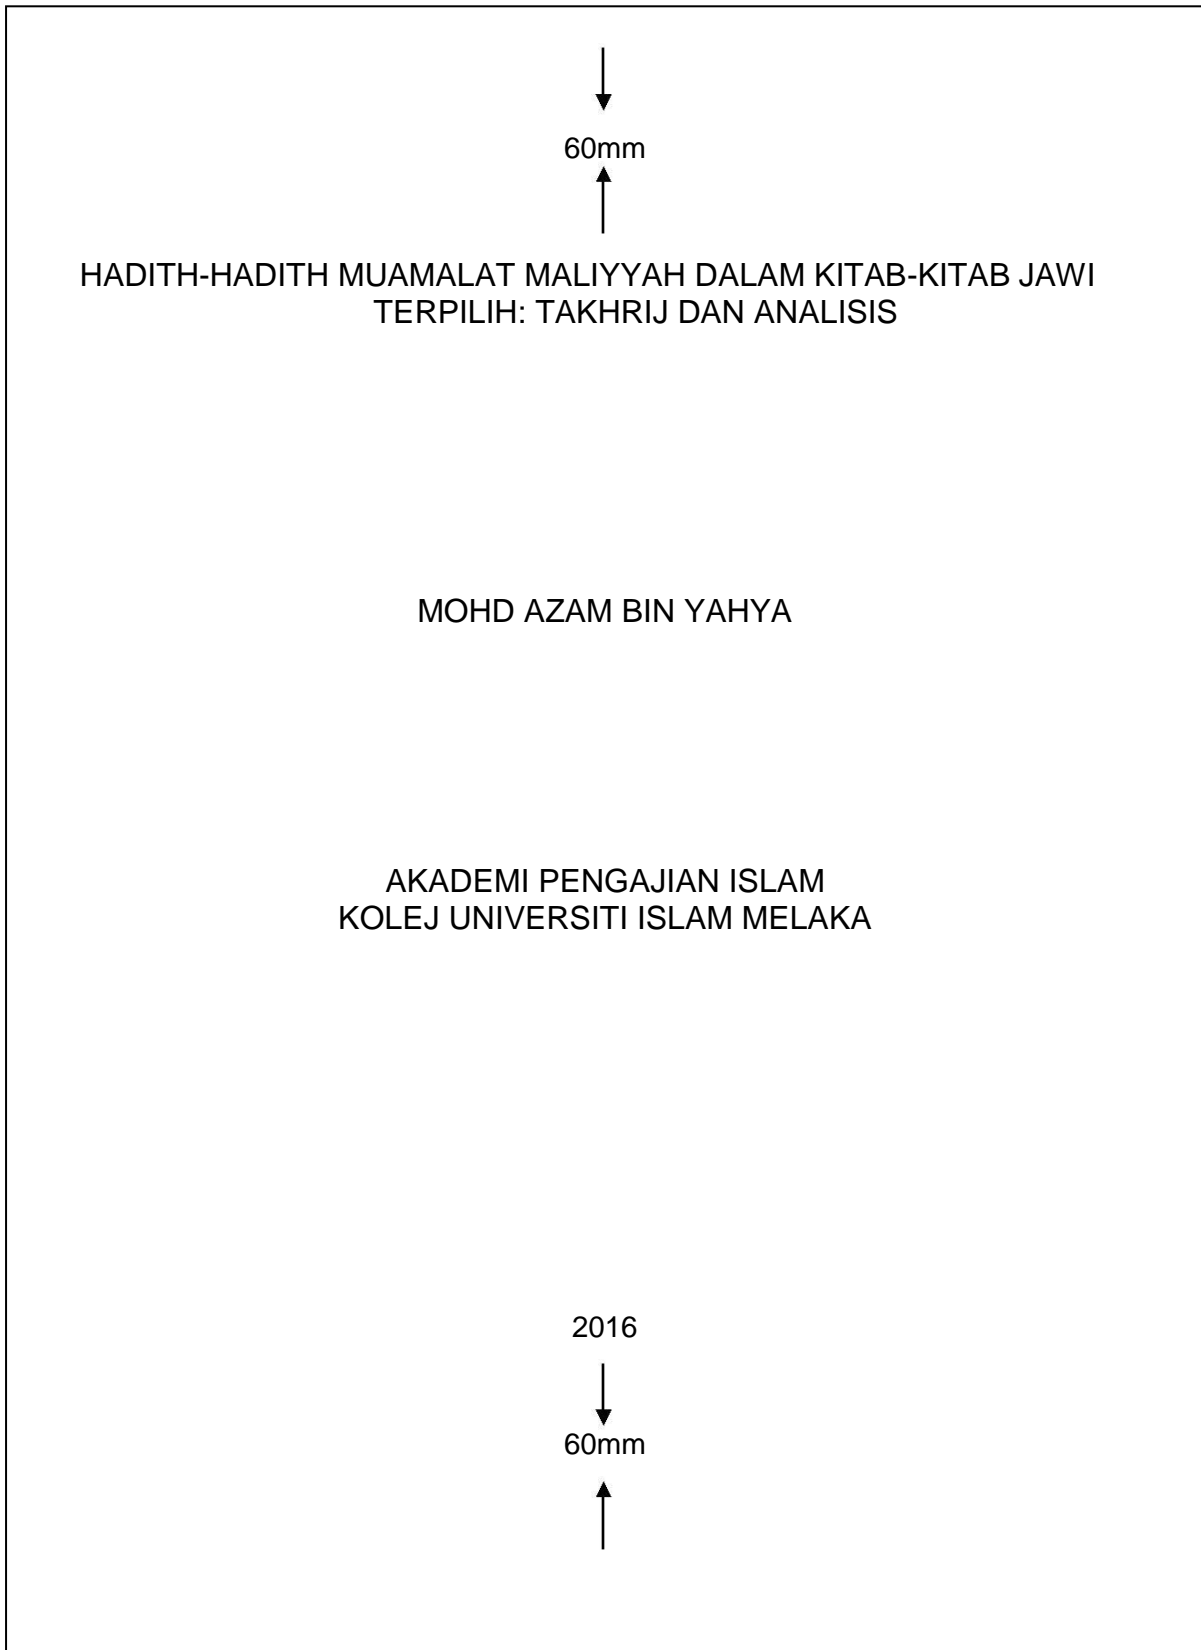 60mm
HADITH-HADITH MUAMALAT MALIYYAH DALAM KITAB-KITAB JAWI
TERPILIH: TAKHRIJ DAN ANALISIS
MOHD AZAM BIN YAHYA
AKADEMI PENGAJIAN ISLAM
KOLEJ UNIVERSITI ISLAM MELAKA
2016
60mm